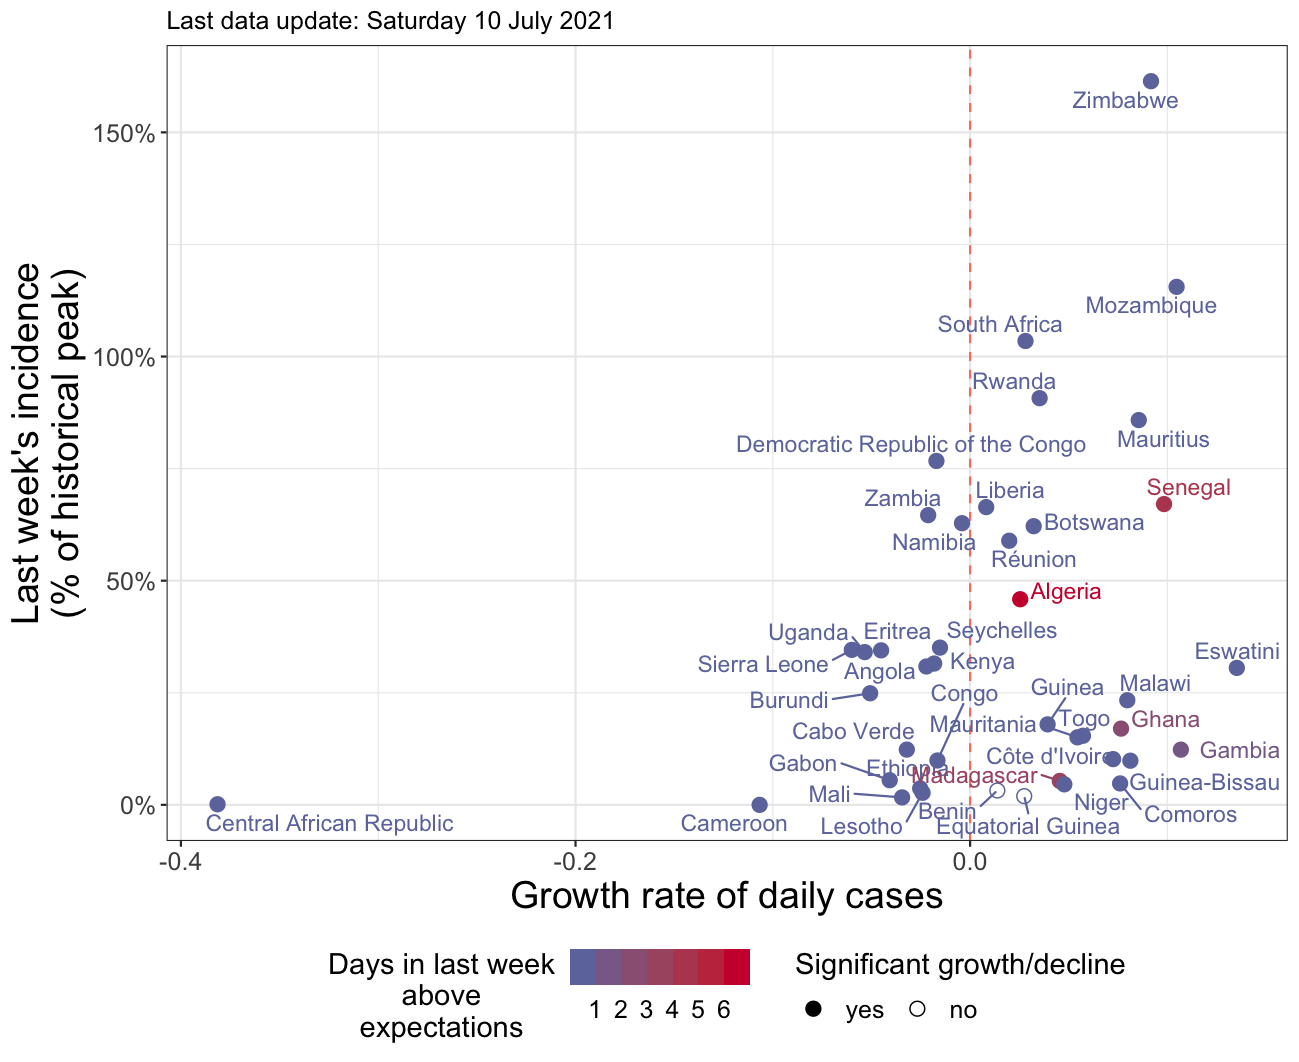 Last data update: Saturday 10 July 2021
Last week's incidence
(% of historical peak)
150%
100%
50%
0%
Zimbabwe
Mozambique
South Africa
Rwanda
Mauritius
Democratic Republic of the Congo
Senegal
Liberia
Zambia
Botswana
Namibia
Réunion
Algeria
Uganda
Eritrea
Seychelles
Eswatini
Sierra Leone
Angola
Kenya
Malawi
Guinea
Burundi
Congo
Togo
Ghana
Mauritania
Cabo Verde
Gambia
Côte d'Ivoire
Gabon
Ethiopia
Madagascar
Guinea-Bissau
Mali
Niger
Benin
Comoros
Central African Republic
Cameroon
Lesotho
Equatorial Guinea
-0.4
-0.2
0.0
Growth rate of daily cases
Days in last week
above
expectations
1 2 3 4 5 6
Significant growth/decline
yes
no